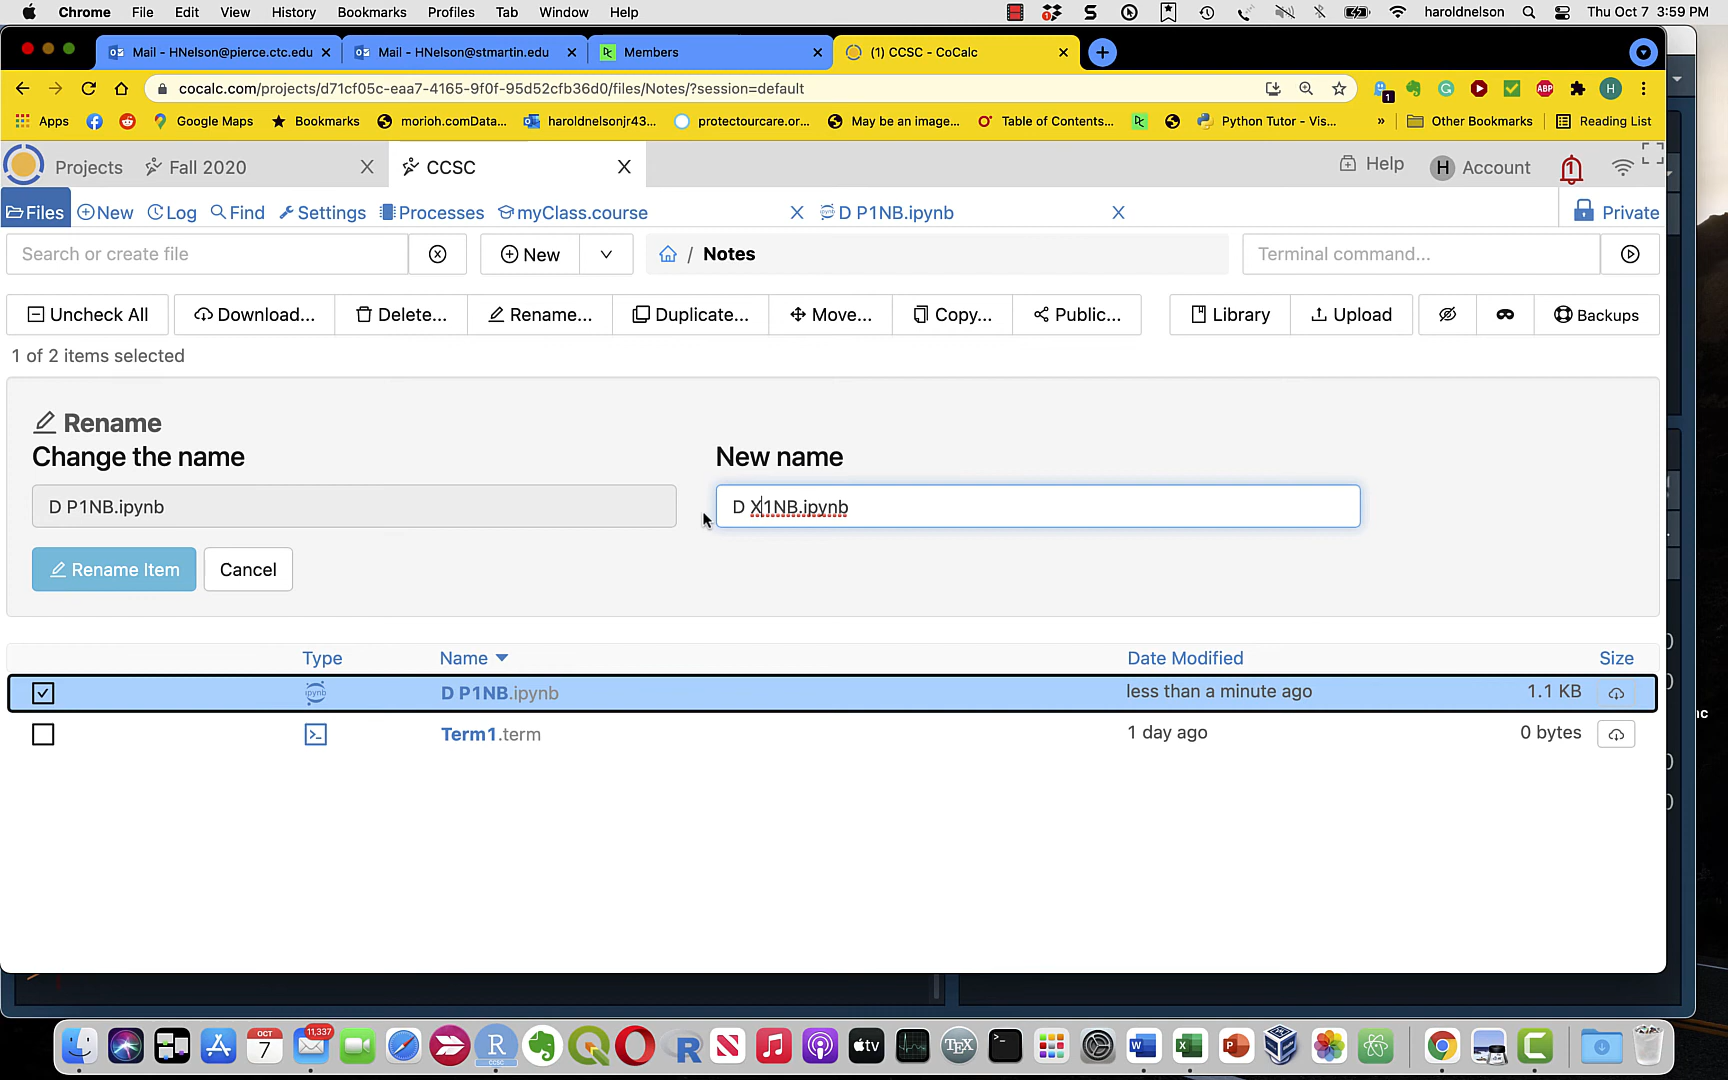 Chrome File Edit View History Bookmarks Profiles Tab Window Help haroldnelson Thu Oct 7 3:59 PM
Mail - HNelson@pierce.ctc.edu Mail - HNelson@stmartin.edu Members (1) CCSC - CoCalc
cocalc.com/projects/d71cf05c-eaa7-4165-9f0f-95d52cfb36d0/files/Notes/?session=default
Apps Google Maps Bookmarks morioh.comData... haroldnelsonjr43... protectourcare.or... May be an image... Table of Contents... Python Tutor - Vis... » Other Bookmarks Reading List
Projects Fall 2020 CCSC Help H Account 1
Files New Log Find Settings Processes myClass.course D P1NB.ipynb Private
Search or create file New / Notes Terminal command...
Uncheck All Download... Delete... Rename... Duplicate... Move... Copy... Public... Library Upload Backups
1 of 2 items selected
Rename
Change the name New name
D P1NB.ipynb D X1NB.ipynb
Rename Item Cancel
Type Name Date Modified Size
D P1NB.ipynb less than a minute ago 1.1 KB
Term1.term 1 day ago 0 bytes
OCT 7 11,337 tv TEX